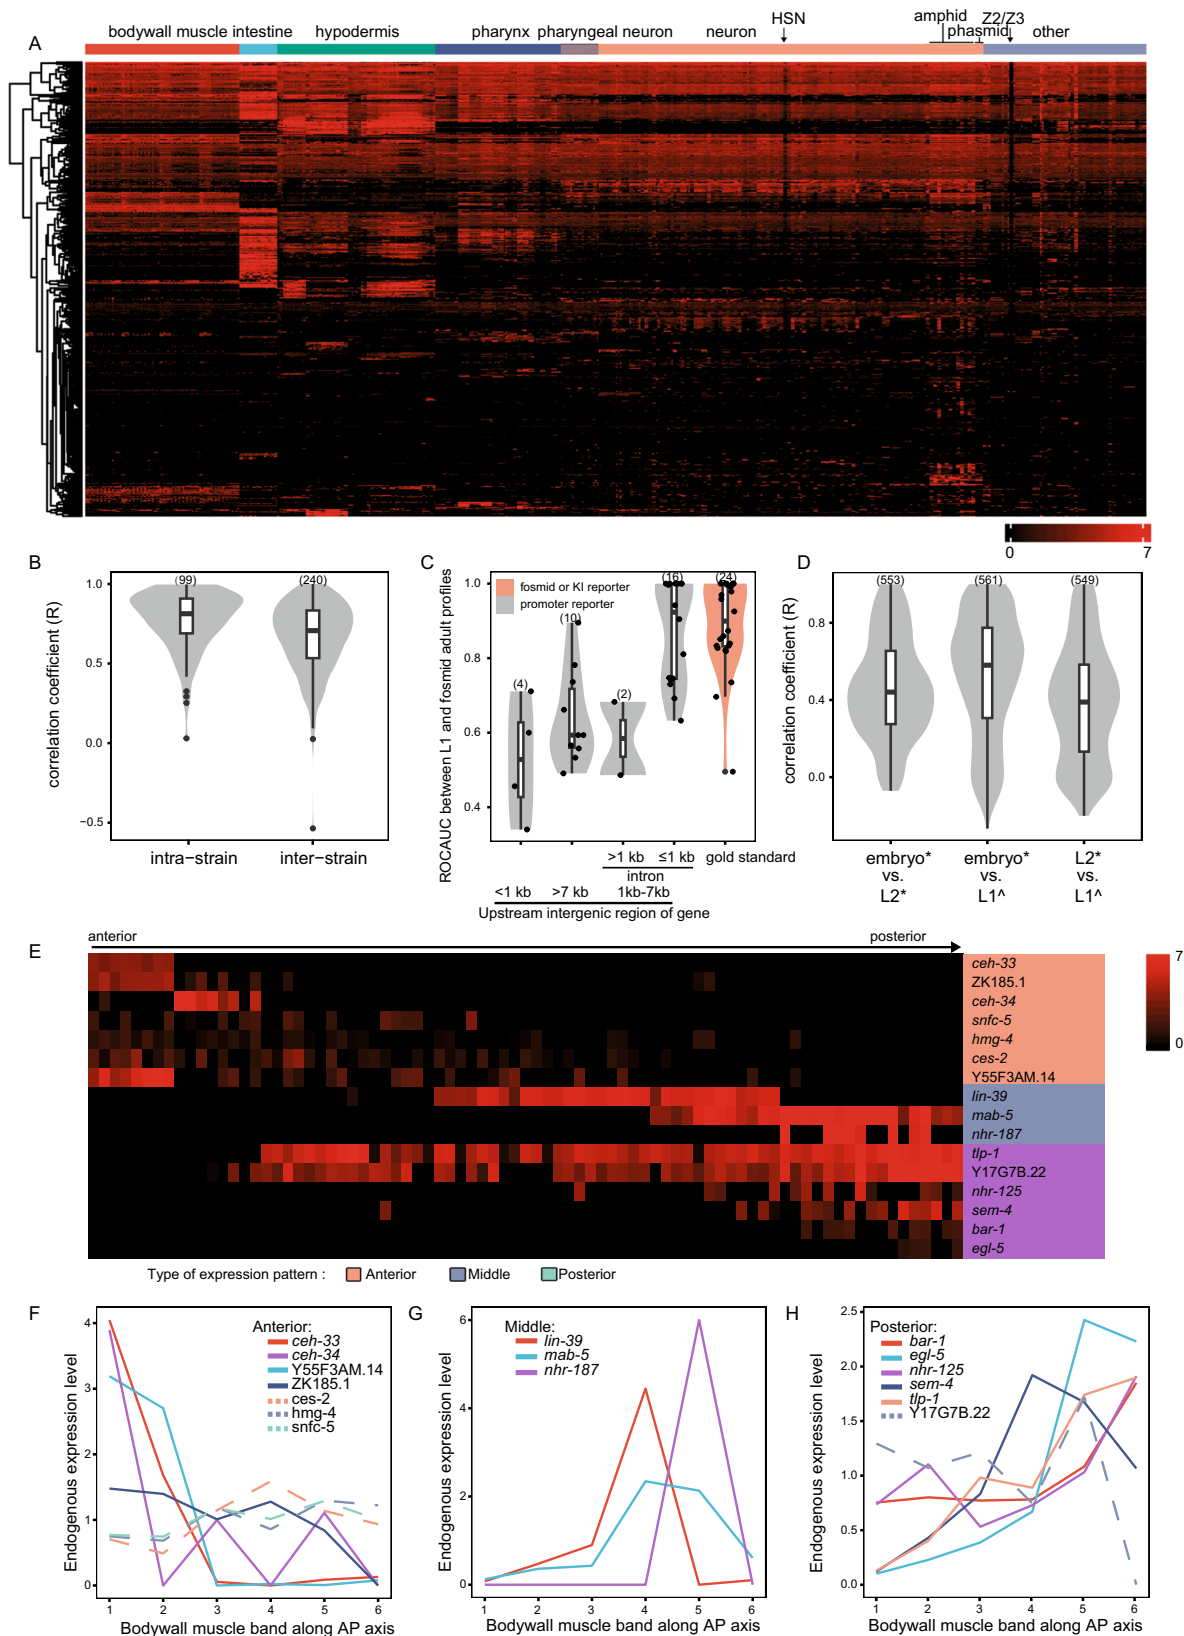 A
bodywall muscle intestine hypodermis pharynx pharyngeal neuron neuron HSN amphid phasmid Z2/Z3 other
0 7
B
correlation coefficient (R)
1.0
0.5
0.0
−0.5
(99) (240)
intra−strain inter−strain
C
ROCAUC between L1 and fosmid adult profiles
1.0
0.8
0.6
0.4
fosmid or KI reporter
promoter reporter
(4) (10) (2) (16) (24)
>1 kb ≤1 kb gold standard
intron
<1 kb >7 kb 1kb-7kb
Upstream intergenic region of gene
D
correlation coefficient (R)
0.8
0.4
0.0
(553) (561) (549)
embryo* vs. L2*
embryo* vs. L1^
L2* vs. L1^
E
anterior posterior
ceh-33
ZK185.1
ceh-34
snfc-5
hmg-4
ces-2
Y55F3AM.14
lin-39
mab-5
nhr-187
tlp-1
Y17G7B.22
nhr-125
sem-4
bar-1
egl-5
7
0
Type of expression pattern : Anterior Middle Posterior
F
Endogenous expression level
4
3
2
1
0
Anterior:
ceh-33
ceh-34
Y55F3AM.14
ZK185.1
ces-2
hmg-4
snfc-5
1 2 3 4 5 6
Bodywall muscle band along AP axis
G
Endogenous expression level
6
4
2
0
Middle:
lin-39
mab-5
nhr-187
1 2 3 4 5 6
Bodywall muscle band along AP axis
H
Endogenous expression level
2.5
2.0
1.5
1.0
0.5
0.0
Posterior:
bar-1
egl-5
nhr-125
sem-4
tlp-1
Y17G7B.22
1 2 3 4 5 6
Bodywall muscle band along AP axis